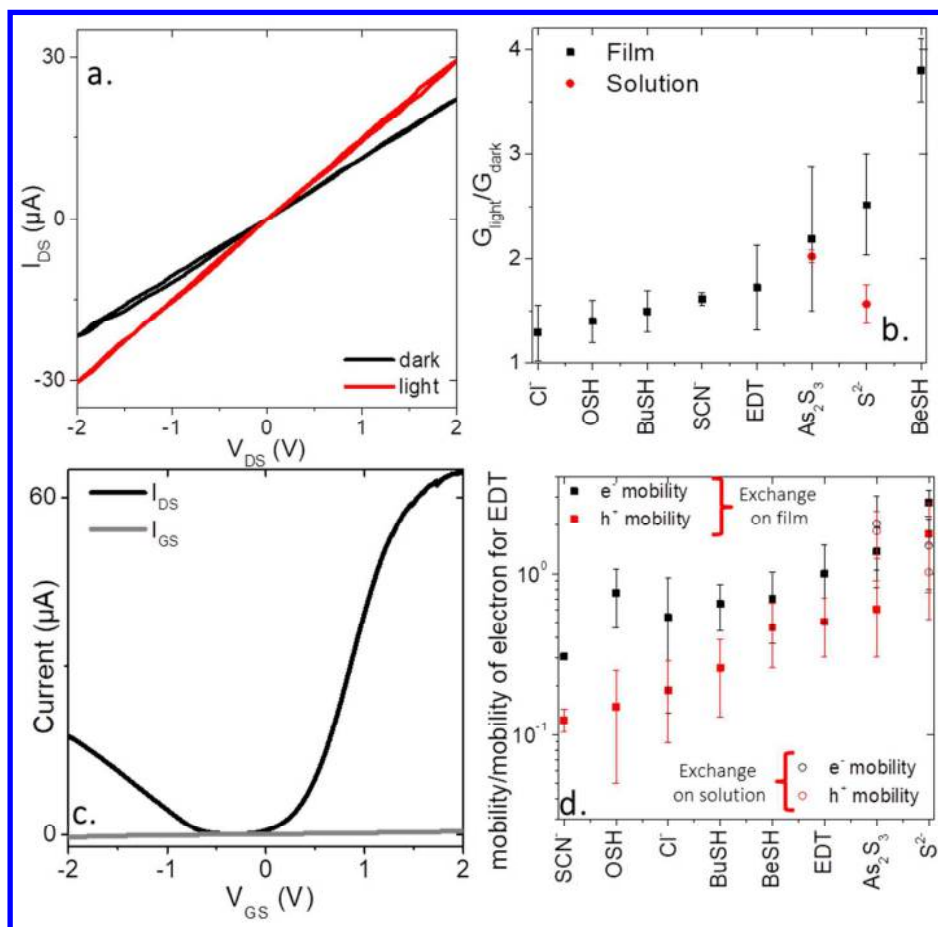 a.
30
0
-30
I_DS (µA)
-2 -1 0 1 2
V_DS (V)
dark
light
4
3
2
1
G_light/G_dark
Film
Solution
b.
Cl⁻
OSH
BuSH
SCN⁻
EDT
As₂S₃
S²⁻
BeSH
I_DS
I_GS
60
0
Current (µA)
c.
-2 -1 0 1 2
V_GS (V)
mobility/mobility of electron for EDT
10⁰
10⁻¹
e⁻ mobility
h⁺ mobility
Exchange
on film
Exchange
on solution
e⁻ mobility
h⁺ mobility
d.
SCN⁻
OSH
Cl⁻
BuSH
BeSH
EDT
As₂S₃
S²⁻